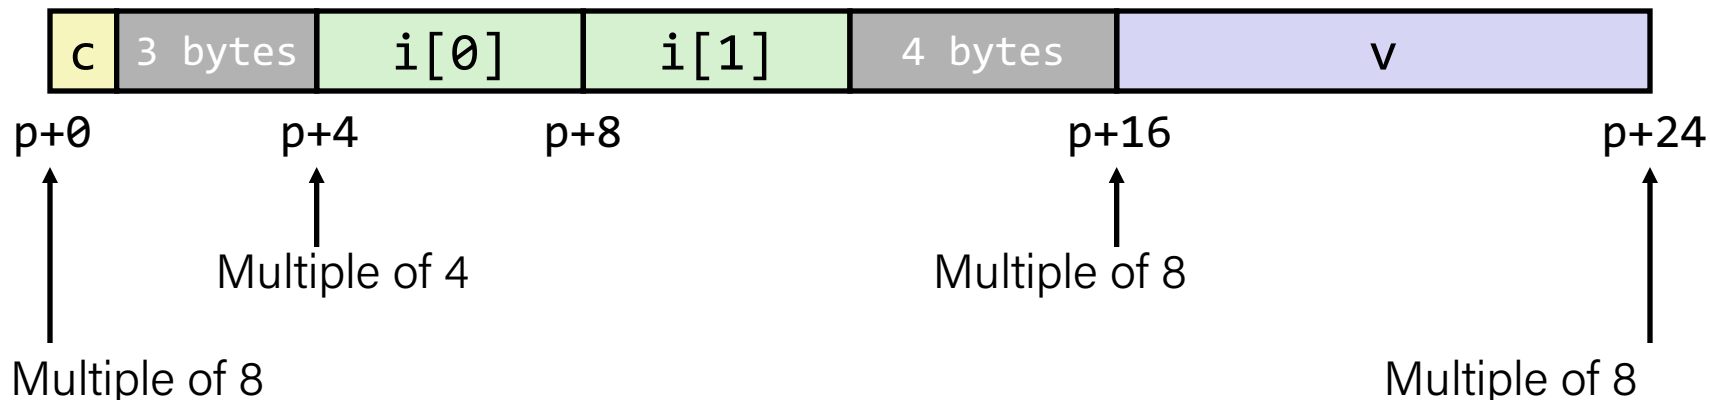 c 3 bytes i[0] i[1] 4 bytes v
p+0 p+4 p+8 p+16 p+24
Multiple of 4 Multiple of 8
Multiple of 8 Multiple of 8